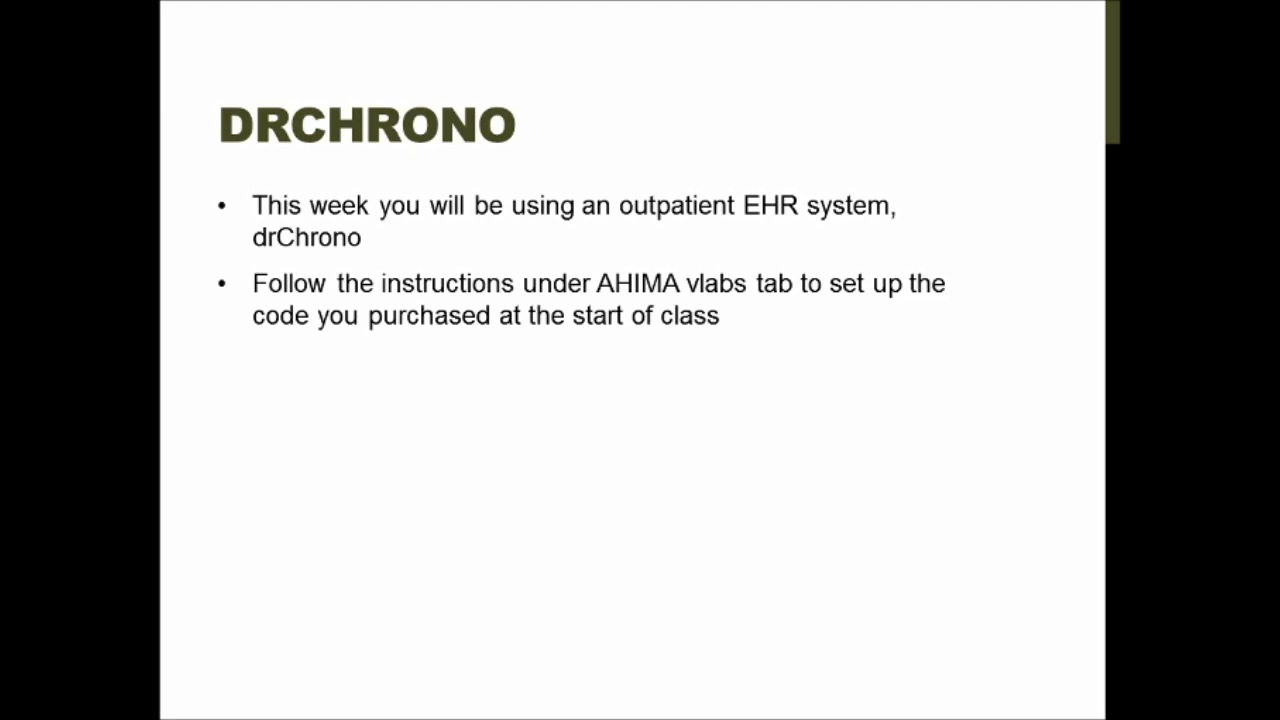 DRCHRONO
• This week you will be using an outpatient EHR system,
drChrono
• Follow the instructions under AHIMA vlabs tab to set up the
code you purchased at the start of class